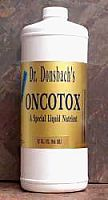 Dr. Donsbach's
ONCOTOX
A Special Liquid Nutrient